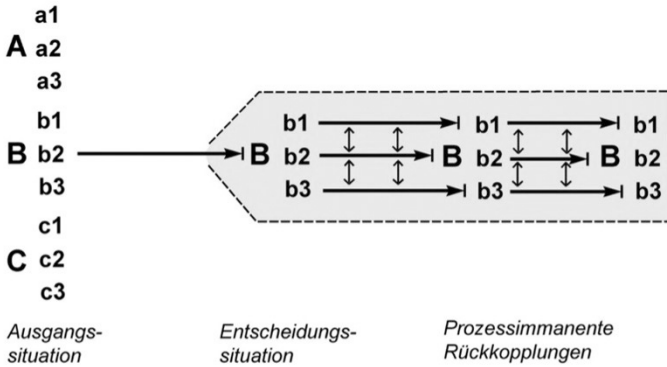 a1
A a2
a3
b1
B b2
b3
c1
C c2
c3
B
b1
b2
b3
B
b1
b2
b3
B
b1
b2
b3
Ausgangs-
situation
Entscheidungs-
situation
Prozessimmanente
Rückkopplungen